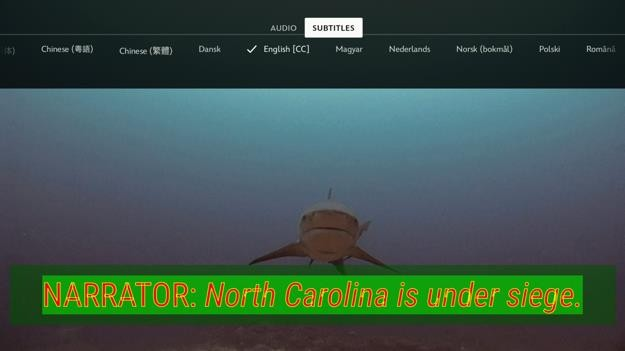 AUDIO SUBTITLES
体) Chinese (粵語) Chinese (繁體) Dansk English [CC] Magyar Nederlands Norsk (bokmål) Polski Română
NARRATOR: North Carolina is under siege.